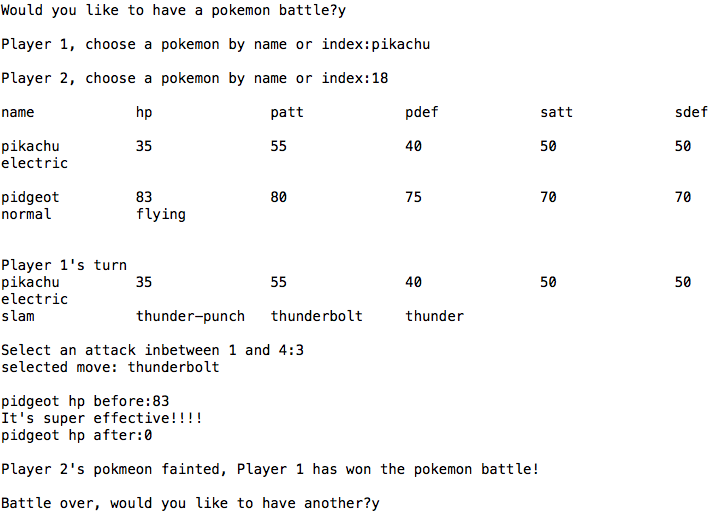 Would you like to have a pokemon battle?y
Player 1, choose a pokemon by name or index:pikachu
Player 2, choose a pokemon by name or index:18
name hp patt pdef satt sdef
pikachu 35 55 40 50 50
electric
pidgeot 83 80 75 70 70
normal flying
Player 1's turn
pikachu 35 55 40 50 50
electric
slam thunder-punch thunderbolt thunder
Select an attack inbetween 1 and 4:3
selected move: thunderbolt
pidgeot hp before:83
It's super effective!!!!
pidgeot hp after:0
Player 2's pokmeon fainted, Player 1 has won the pokemon battle!
Battle over, would you like to have another?y